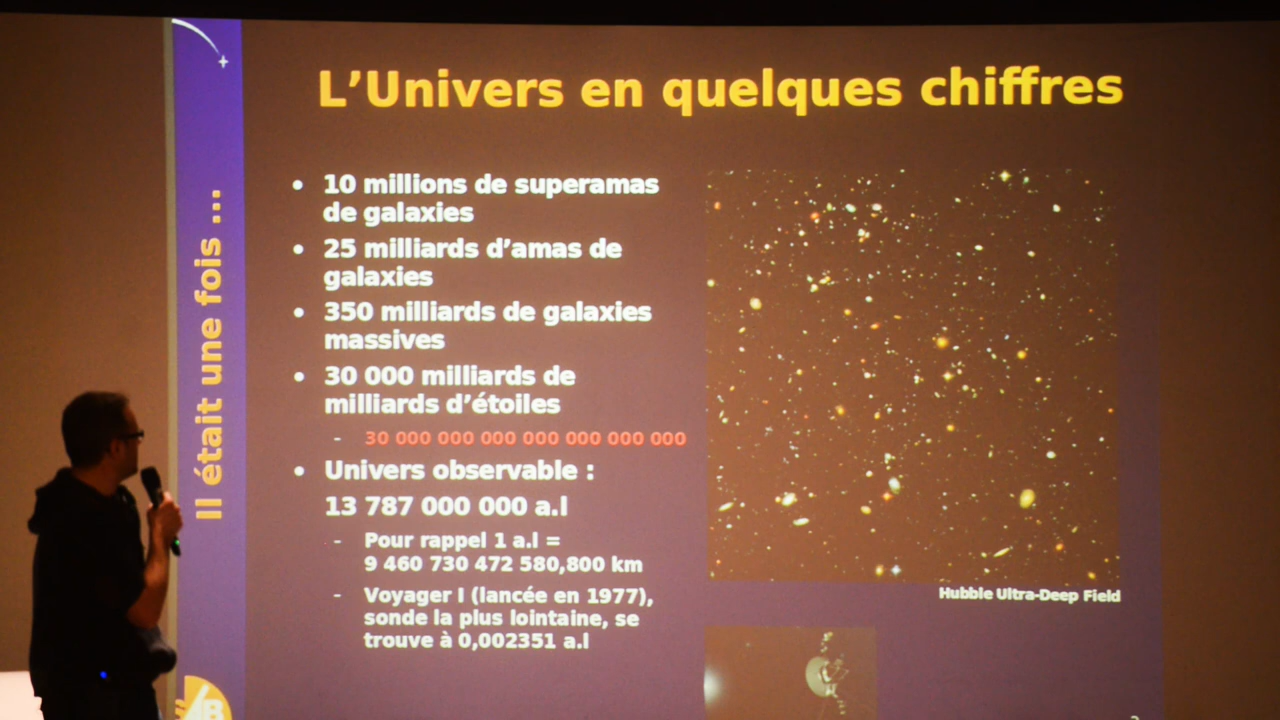 L’Univers en quelques chiffres
Il était une fois ...
• 10 millions de superamas
de galaxies
• 25 milliards d’amas de
galaxies
• 350 milliards de galaxies
massives
• 30 000 milliards de
milliards d’étoiles
- 30 000 000 000 000 000 000 000
• Univers observable :
13 787 000 000 a.l
- Pour rappel 1 a.l =
9 460 730 472 580,800 km
- Voyager I (lancée en 1977),
sonde la plus lointaine, se
trouve à 0,002351 a.l
Hubble Ultra-Deep Field